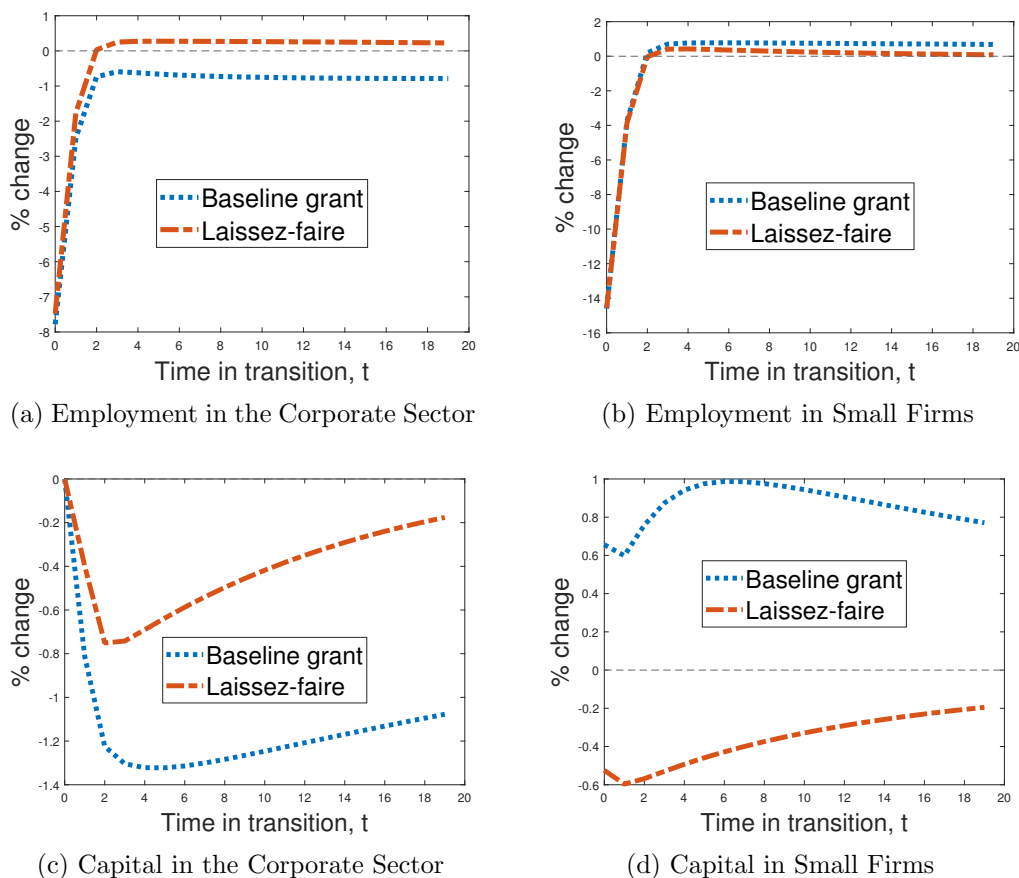 1
0
-1
-2
-3
-4
-5
-6
-7
-8
% change
Baseline grant
Laissez-faire
0 2 4 6 8 10 12 14 16 18 20
Time in transition, t
(a) Employment in the Corporate Sector
2
0
-2
-4
-6
-8
-10
-12
-14
-16
% change
Baseline grant
Laissez-faire
0 2 4 6 8 10 12 14 16 18 20
Time in transition, t
(b) Employment in Small Firms
0
-0.2
-0.4
-0.6
-0.8
-1
-1.2
-1.4
% change
Baseline grant
Laissez-faire
0 2 4 6 8 10 12 14 16 18 20
Time in transition, t
(c) Capital in the Corporate Sector
1
0.8
0.6
0.4
0.2
0
-0.2
-0.4
-0.6
% change
Baseline grant
Laissez-faire
0 2 4 6 8 10 12 14 16 18 20
Time in transition, t
(d) Capital in Small Firms